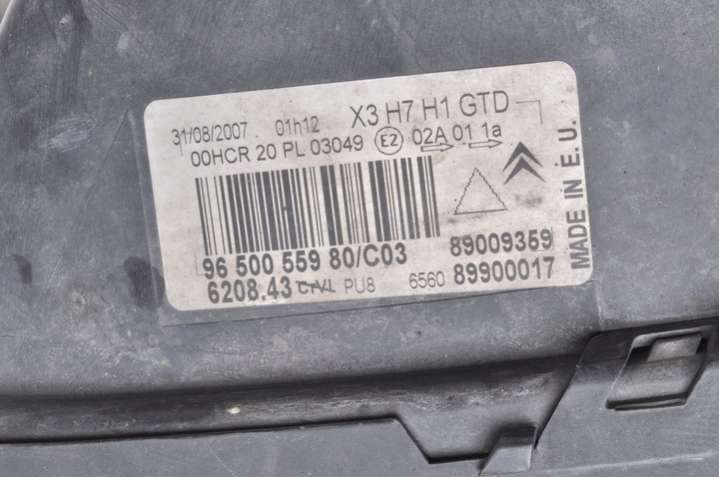 31/08/2007 01h12 X3 H7 H1 GTD
00HCR 20 PL 03049 E2 02A 01 1a
96 500 559 80/C03 89009359
6208.43 PU8 6560 89900017
MADE IN E.U.